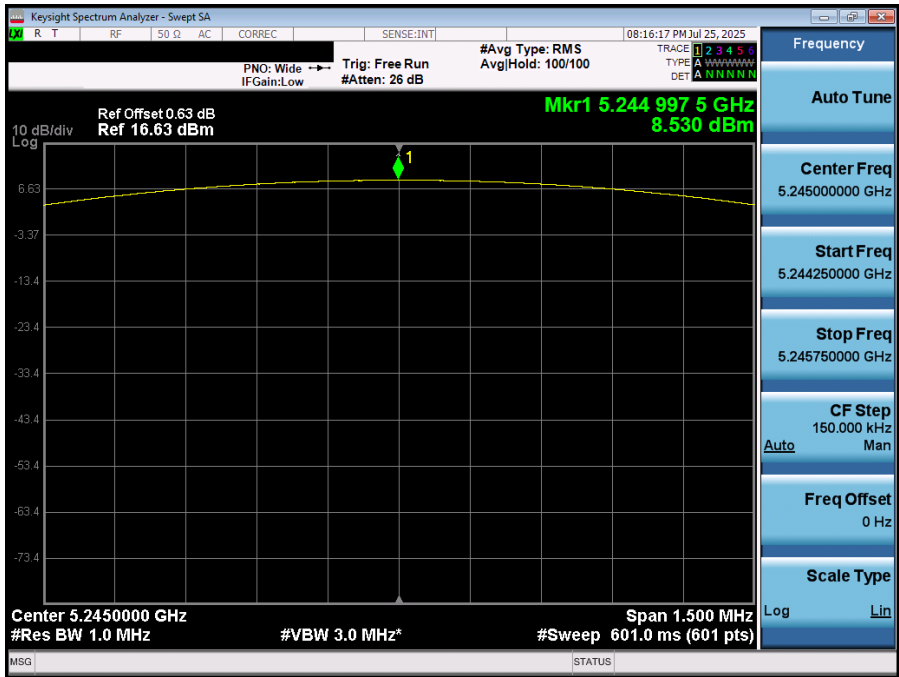 Keysight Spectrum Analyzer - Swept SA
LXI R T RF 50 Ω AC CORREC SENSE:INT 08:16:17 PM Jul 25, 2025
PNO: Wide
IFGain:Low
Trig: Free Run
#Atten: 26 dB
#Avg Type: RMS
Avg|Hold: 100/100
TRACE 1 2 3 4 5 6
TYPE A WWWWW
DET A N N N N N
Ref Offset 0.63 dB
Ref 16.63 dBm
10 dB/div
Log
Mkr1 5.244 997 5 GHz
8.530 dBm
1
6.63
-3.37
-13.4
-23.4
-33.4
-43.4
-53.4
-63.4
-73.4
Center 5.2450000 GHz Span 1.500 MHz
#Res BW 1.0 MHz #VBW 3.0 MHz* #Sweep 601.0 ms (601 pts)
MSG STATUS
Frequency
Auto Tune
Center Freq
5.245000000 GHz
Start Freq
5.244250000 GHz
Stop Freq
5.245750000 GHz
CF Step
150.000 kHz
Auto Man
Freq Offset
0 Hz
Scale Type
Log Lin